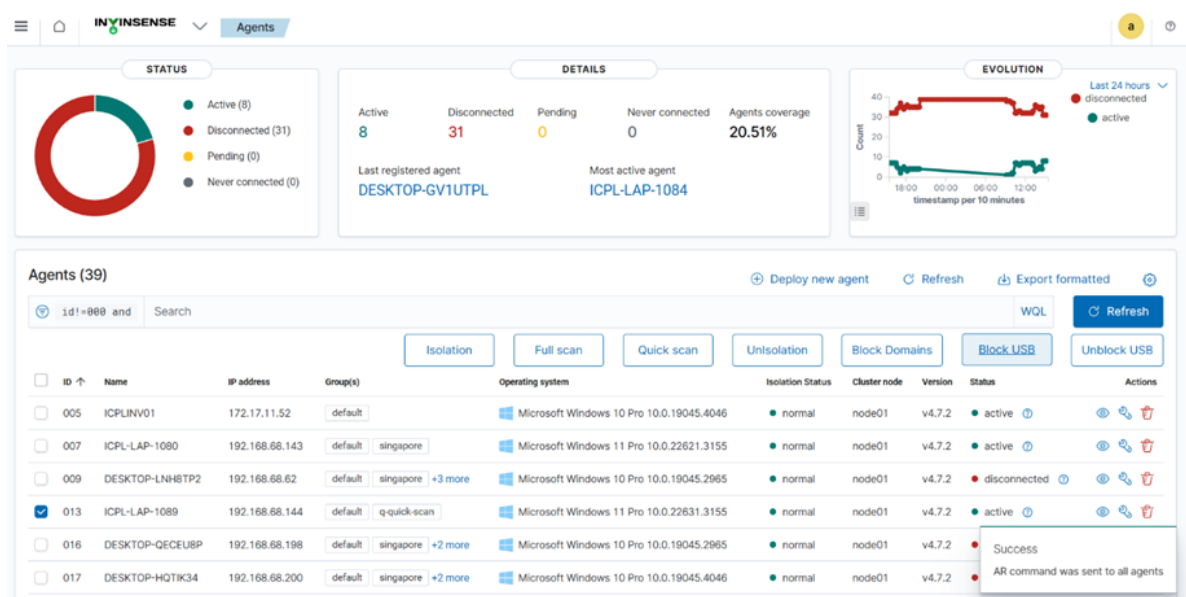 INVINSENSE Agents a
STATUS
Active (8)
Disconnected (31)
Pending (0)
Never connected (0)
DETAILS
Active Disconnected Pending Never connected Agents coverage
8 31 0 0 20.51%
Last registered agent Most active agent
DESKTOP-GV1UTPL ICPL-LAP-1084
EVOLUTION
Last 24 hours
disconnected
active
40
30
20
10
0
Count
18:00 00:00 06:00 12:00
timestamp per 10 minutes
Agents (39)
Deploy new agent Refresh Export formatted
id!=000 and Search WQL Refresh
Isolation Full scan Quick scan UnIsolation Block Domains Block USB Unblock USB
ID Name IP address Group(s) Operating system Isolation Status Cluster node Version Status Actions
005 ICPLINV01 172.17.11.52 default Microsoft Windows 10 Pro 10.0.19045.4046 normal node01 v4.7.2 active
007 ICPL-LAP-1080 192.168.68.143 default singapore Microsoft Windows 11 Pro 10.0.22621.3155 normal node01 v4.7.2 active
009 DESKTOP-LNH8TP2 192.168.68.62 default singapore +3 more Microsoft Windows 10 Pro 10.0.19045.2965 normal node01 v4.7.2 disconnected
013 ICPL-LAP-1089 192.168.68.144 default q-quick-scan Microsoft Windows 11 Pro 10.0.22631.3155 normal node01 v4.7.2 active
016 DESKTOP-QECEU8P 192.168.68.198 default singapore +2 more Microsoft Windows 10 Pro 10.0.19045.2965 normal node01 v4.7.2
017 DESKTOP-HQTIK34 192.168.68.200 default singapore +2 more Microsoft Windows 10 Pro 10.0.19045.4046 normal node01 v4.7.2
Success
AR command was sent to all agents